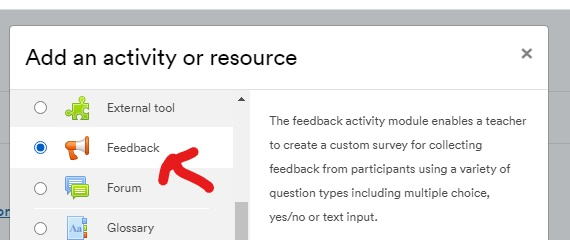 Add an activity or resource ×
External tool
Feedback
Forum
Glossary
The feedback activity module enables a teacher
to create a custom survey for collecting
feedback from participants using a variety of
question types including multiple choice,
yes/no or text input.